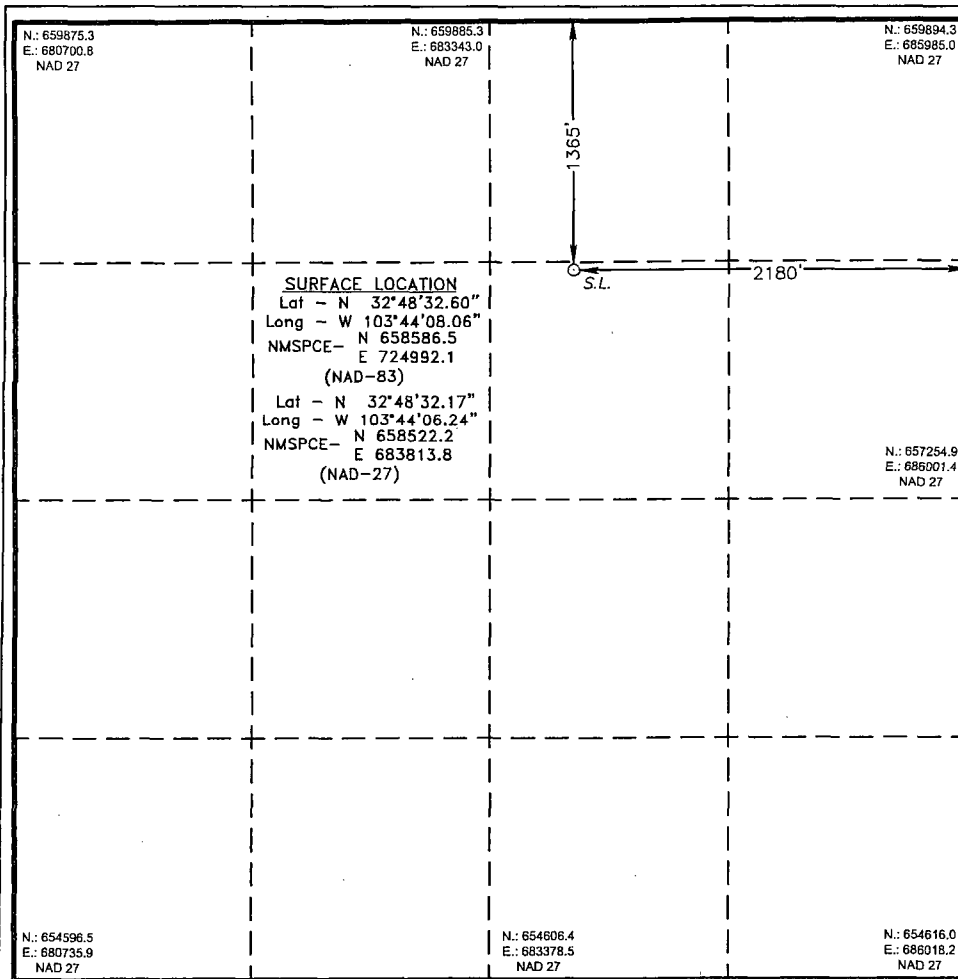 N.: 659875.3
E.: 680700.8
NAD 27
N.: 659885.3
E.: 683343.0
NAD 27
N.: 659894.3
E.: 685985.0
NAD 27
1365'
2180'
S.L.
SURFACE LOCATION
Lat - N 32°48'32.60"
Long - W 103°44'08.06"
NMSPCE- N 658586.5
E 724992.1
(NAD-83)
Lat - N 32°48'32.17"
Long - W 103°44'06.24"
NMSPCE- N 658522.2
E 683813.8
(NAD-27)
N.: 657254.9
E.: 686001.4
NAD 27
N.: 654596.5
E.: 680735.9
NAD 27
N.: 654606.4
E.: 683378.5
NAD 27
N.: 654616.0
E.: 686018.2
NAD 27